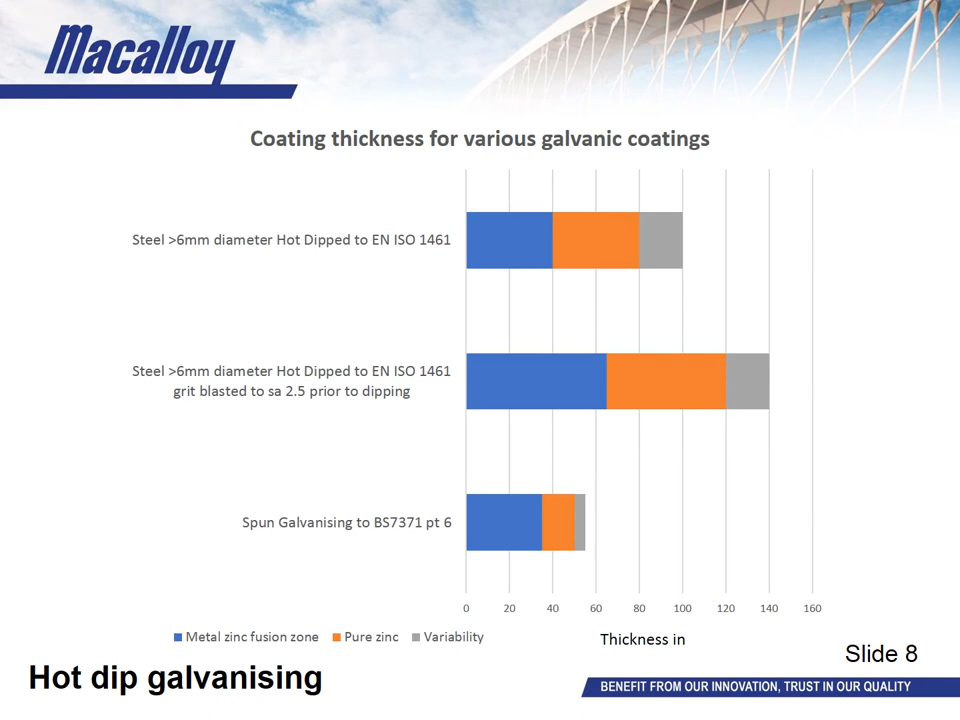 Macalloy
Coating thickness for various galvanic coatings
Steel >6mm diameter Hot Dipped to EN ISO 1461
Steel >6mm diameter Hot Dipped to EN ISO 1461
grit blasted to sa 2.5 prior to dipping
Spun Galvanising to BS7371 pt 6
0 20 40 60 80 100 120 140 160
Metal zinc fusion zone Pure zinc Variability
Thickness in
Slide 8
Hot dip galvanising
BENEFIT FROM OUR INNOVATION, TRUST IN OUR QUALITY